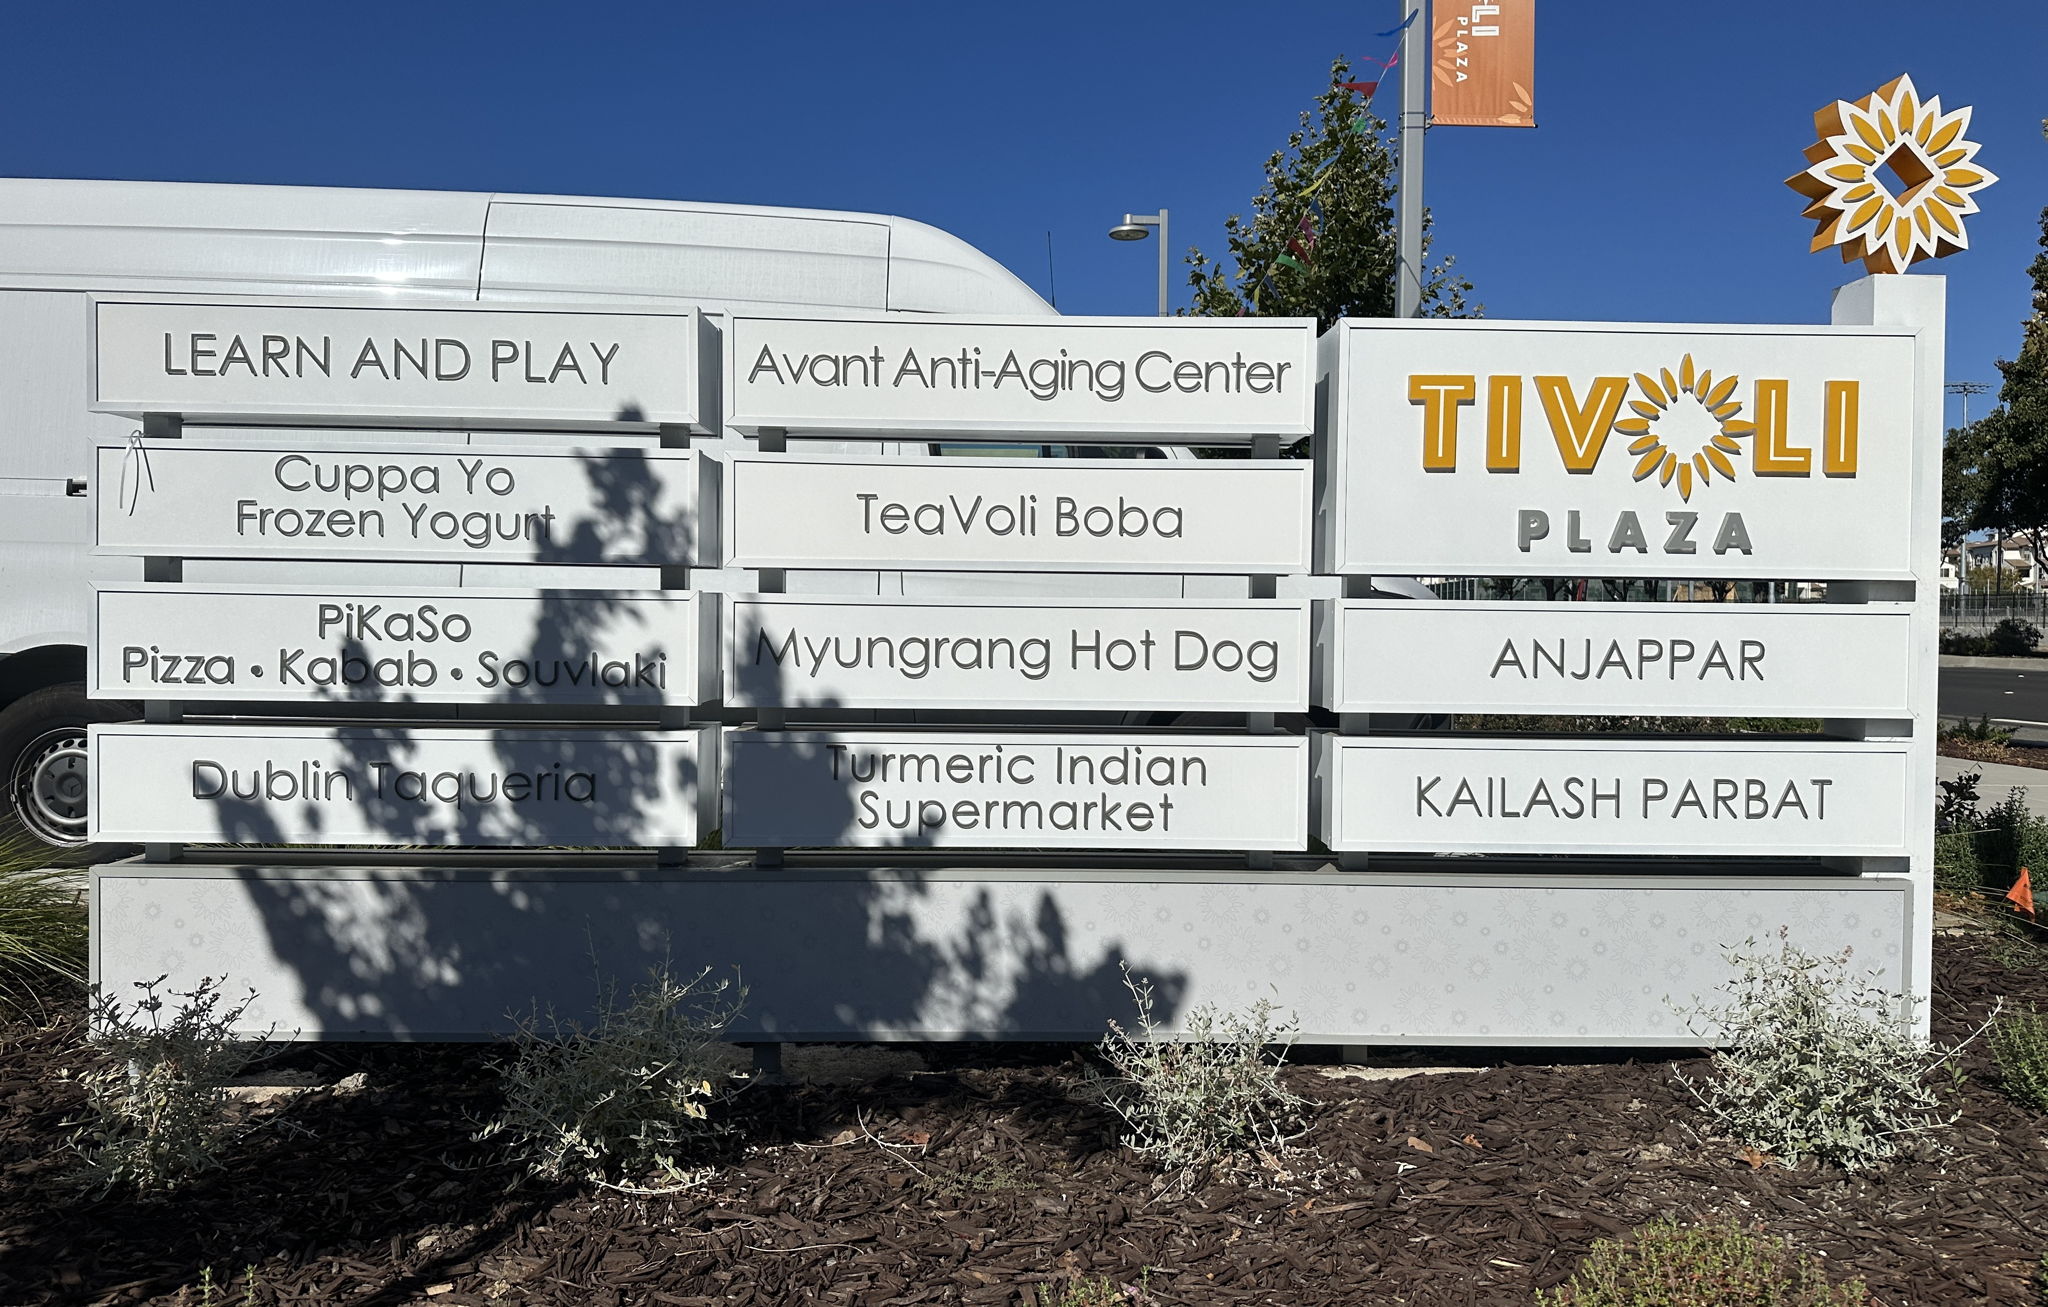 LI
PLAZA
LEARN AND PLAY
Cuppa Yo
Frozen Yogurt
PiKaSo
Pizza • Kabab • Souvlaki
Dublin Taqueria
Avant Anti-Aging Center
TeaVoli Boba
Myungrang Hot Dog
Turmeric Indian
Supermarket
TIVOLI
PLAZA
ANJAPPAR
KAILASH PARBAT